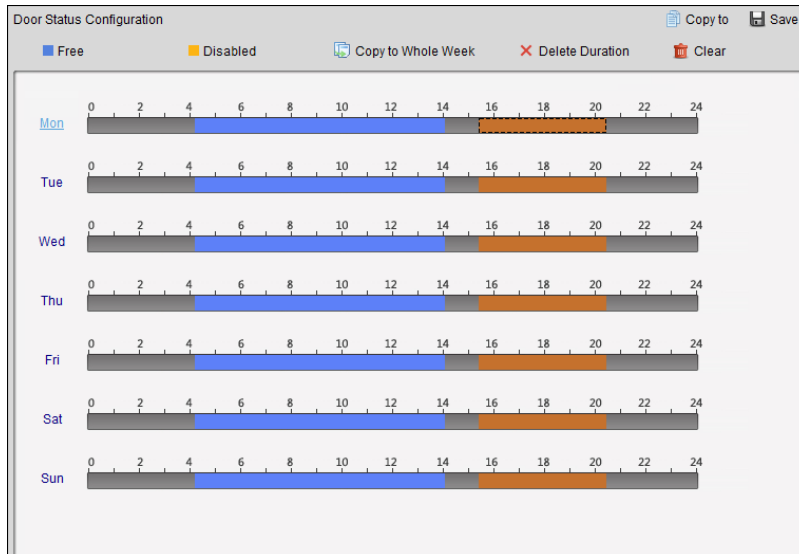 Door Status Configuration Copy to Save
Free Disabled Copy to Whole Week Delete Duration Clear
0 2 4 6 8 10 12 14 16 18 20 22 24
Mon
0 2 4 6 8 10 12 14 16 18 20 22 24
Tue
0 2 4 6 8 10 12 14 16 18 20 22 24
Wed
0 2 4 6 8 10 12 14 16 18 20 22 24
Thu
0 2 4 6 8 10 12 14 16 18 20 22 24
Fri
0 2 4 6 8 10 12 14 16 18 20 22 24
Sat
0 2 4 6 8 10 12 14 16 18 20 22 24
Sun